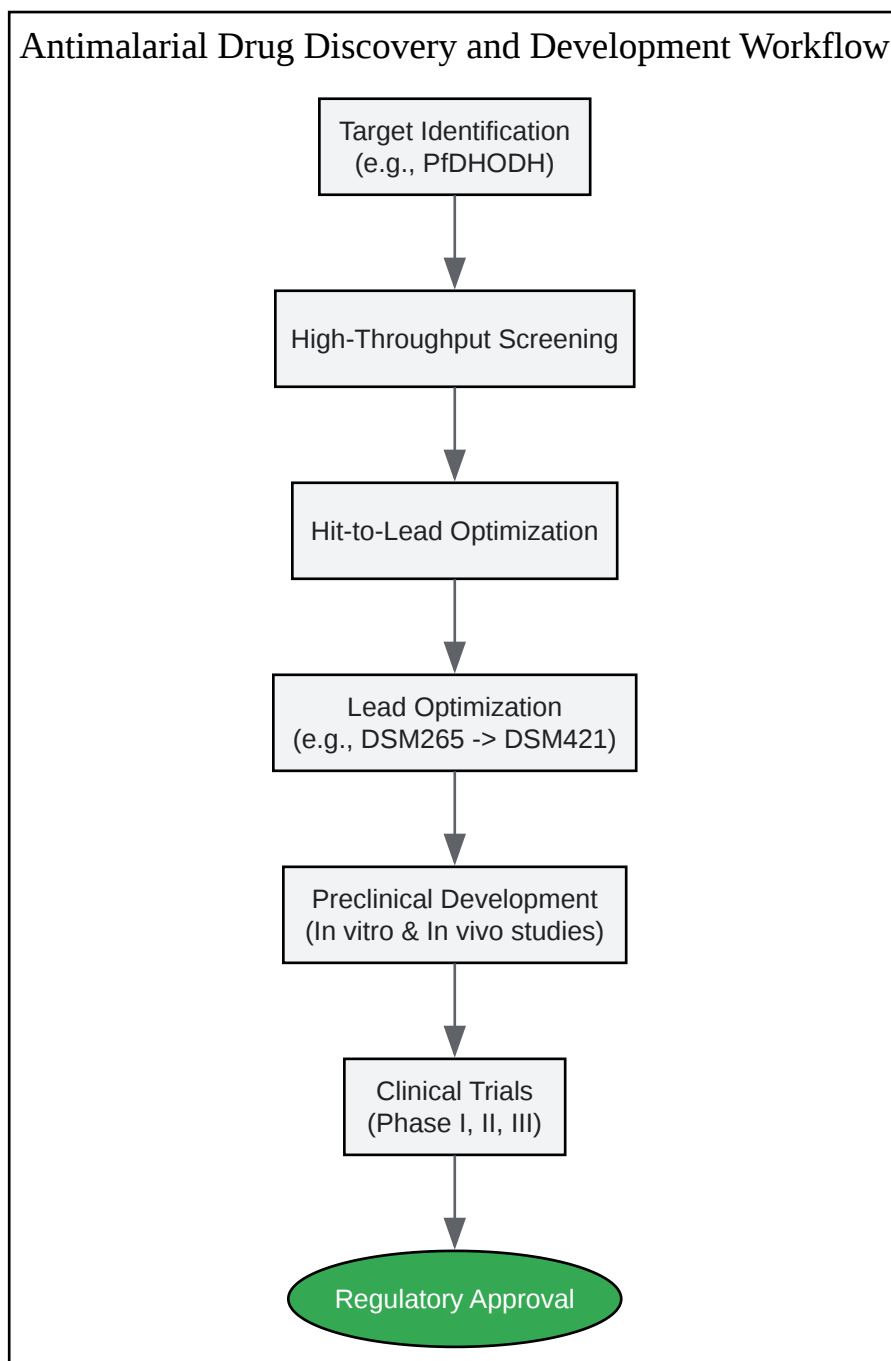 Antimalarial Drug Discovery and Development Workflow
Target Identification
(e.g., PfDHODH)
High-Throughput Screening
Hit-to-Lead Optimization
Lead Optimization
(e.g., DSM265 -> DSM421)
Preclinical Development
(In vitro & In vivo studies)
Clinical Trials
(Phase I, II, III)
Regulatory Approval